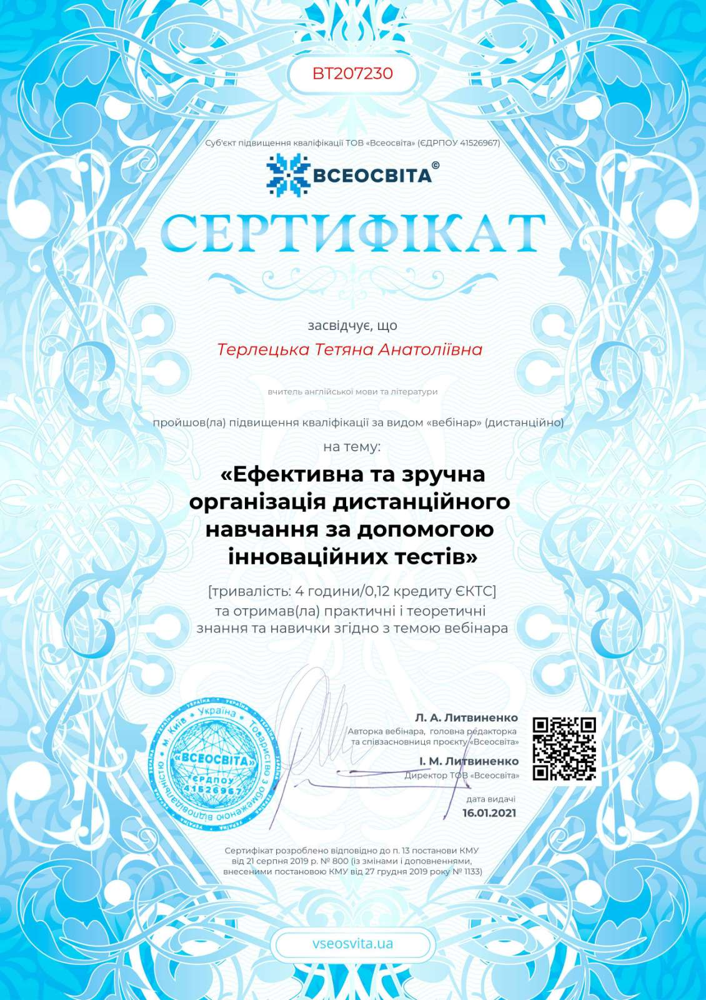 ВТ207230
Суб'єкт підвищення кваліфікації ТОВ «Всеосвіта» (ЄДРПОУ 41526967)
ВСЕОСВІТА©
СЕРТИФІКАТ
засвідчує, що
Терлецька Тетяна Анатоліївна
вчитель англійської мови та літератури
пройшов(ла) підвищення кваліфікації за видом «вебінар» (дистанційно)
на тему:
«Ефективна та зручна
організація дистанційного
навчання за допомогою
інноваційних тестів»
[тривалість: 4 години/0,12 кредиту ЄКТС]
та отримав(ла) практичні і теоретичні
знання та навички згідно з темою вебінара
Л. А. Литвиненко
Авторка вебінара, головна редакторка
та співзасновниця проєкту «Всеосвіта»
І. М. Литвиненко
Директор ТОВ «Всеосвіта»
дата видачі
16.01.2021
УКРАЇНА • УКРАЇНА • УКРАЇНА
м. Київ • Україна • Товариство з обмеженою відповідальністю •
«ВСЕОСВІТА»
ЄРДПОУ
41526967
Сертифікат розроблено відповідно до п. 13 постанови КМУ
від 21 серпня 2019 р. № 800 (із змінами і доповненнями,
внесеними постановою КМУ від 27 грудня 2019 року № 1133)
vseosvita.ua